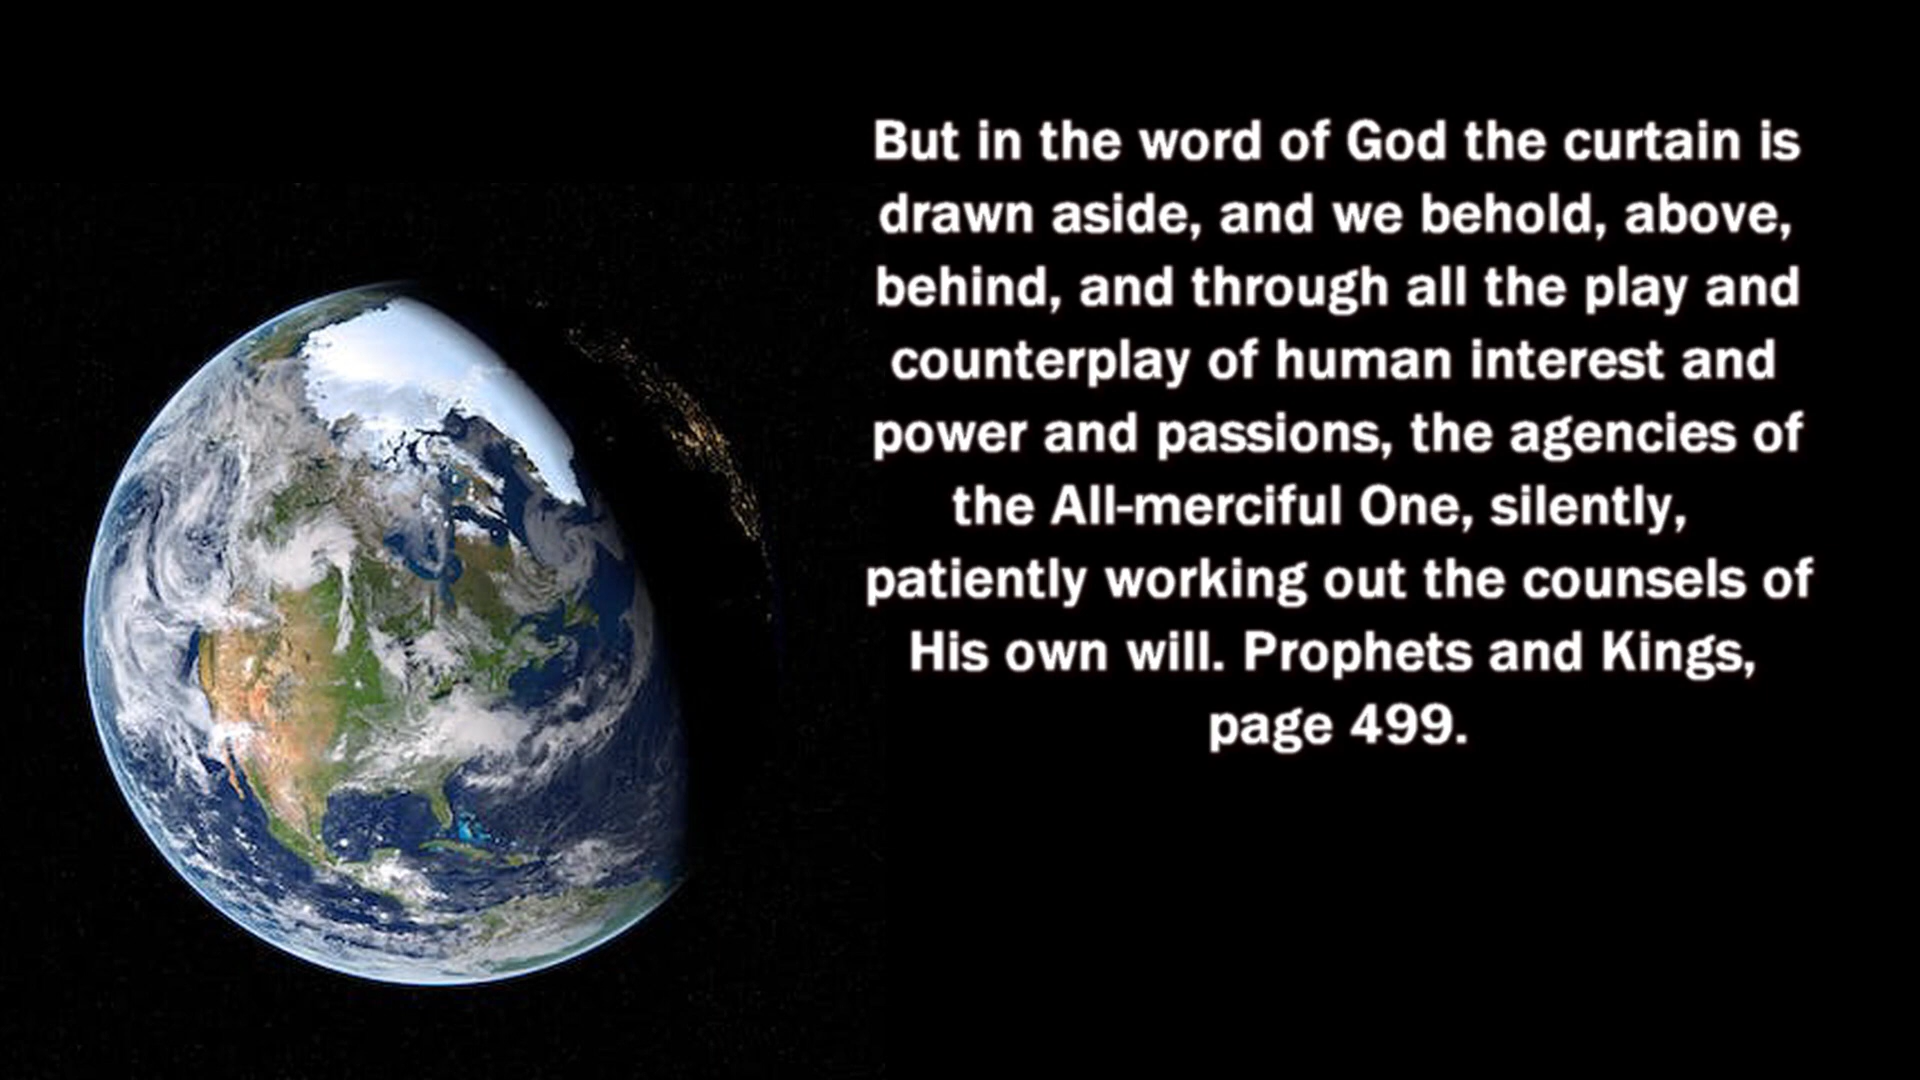 But in the word of God the curtain is
drawn aside, and we behold, above,
behind, and through all the play and
counterplay of human interest and
power and passions, the agencies of
the All-merciful One, silently,
patiently working out the counsels of
His own will. Prophets and Kings,
page 499.